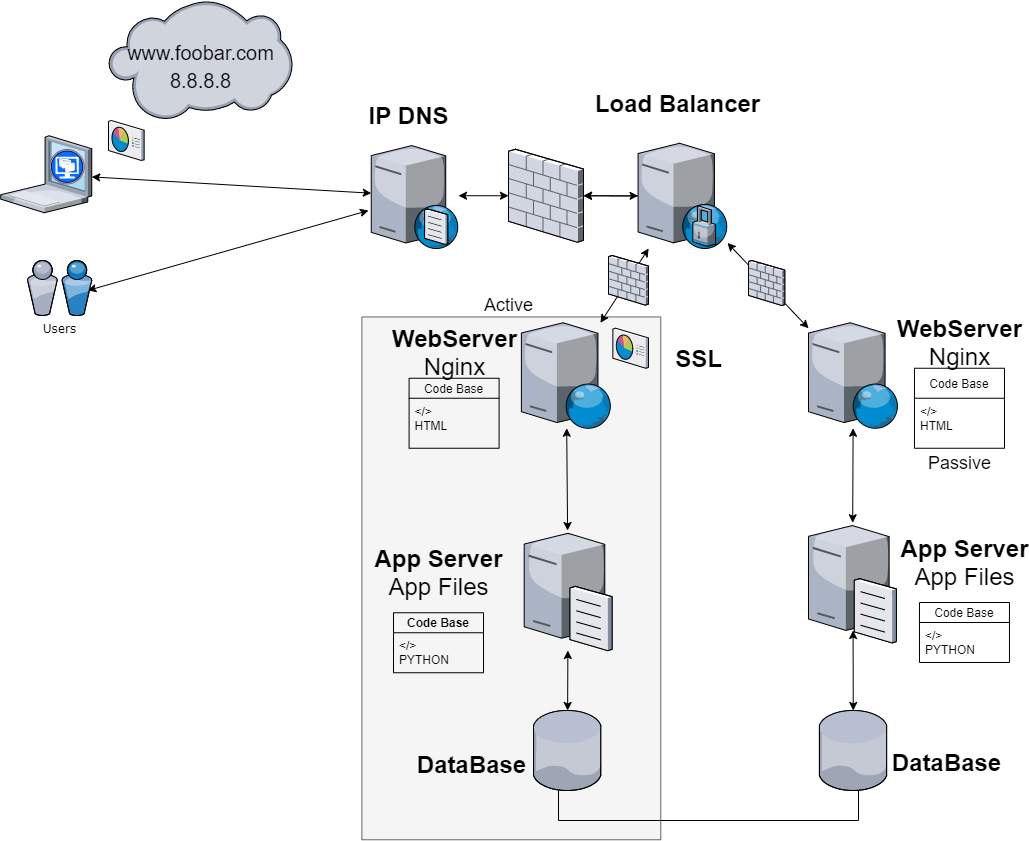 www.foobar.com
8.8.8.8
IP DNS
Load Balancer
Users
Active
WebServer
Nginx
Code Base
</>
HTML
SSL
WebServer
Nginx
Code Base
</>
HTML
Passive
App Server
App Files
Code Base
</>
PYTHON
App Server
App Files
Code Base
</>
PYTHON
DataBase
DataBase